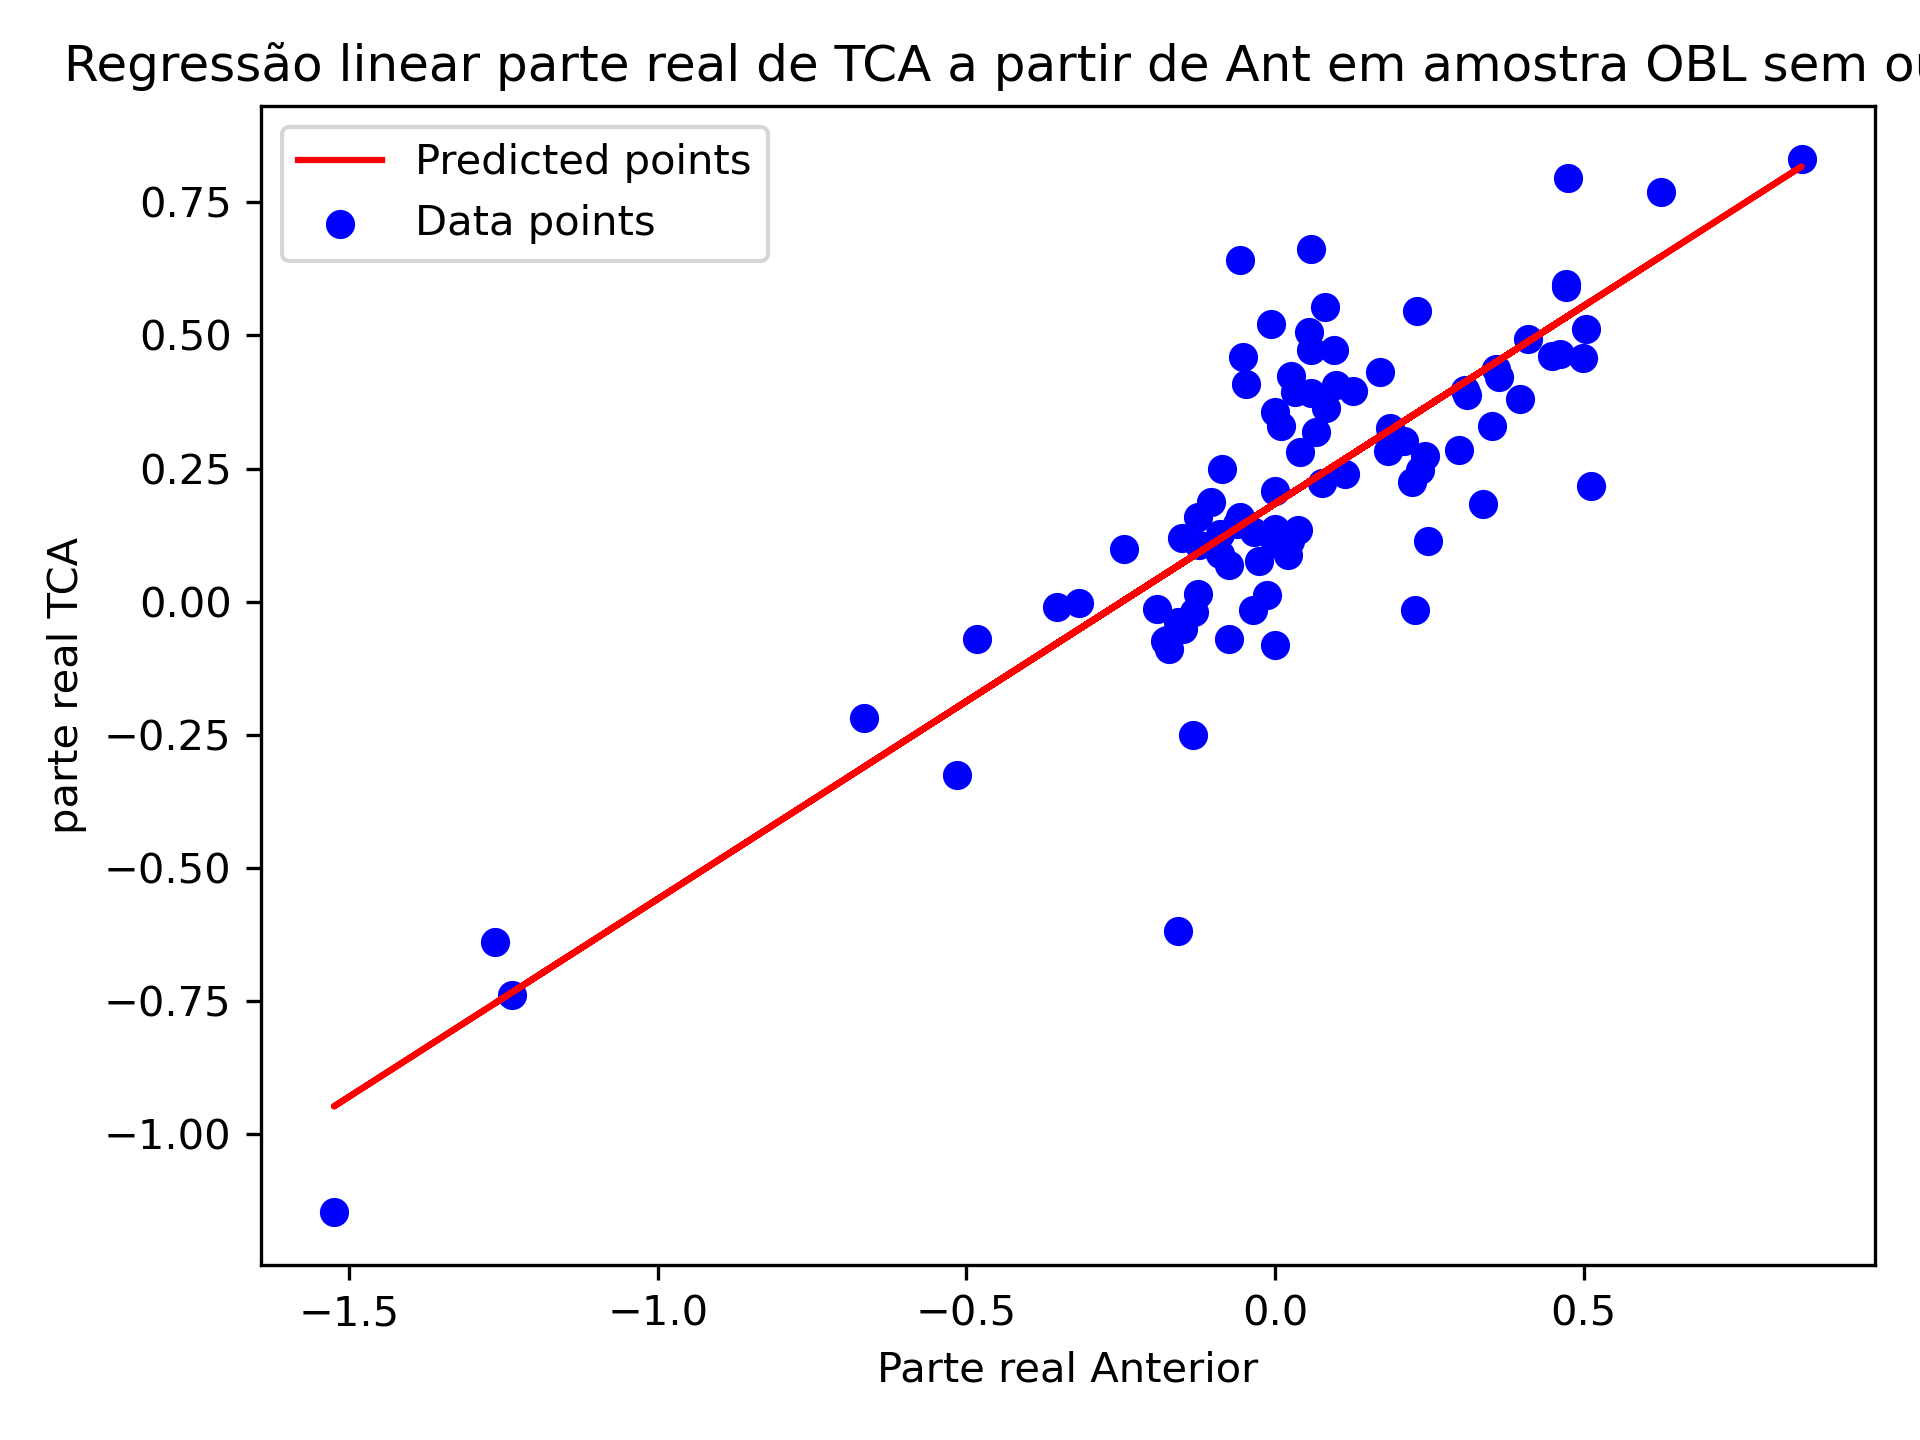 Regressão linear parte real de TCA a partir de Ant em amostra OBL sem
Predicted points
Data points
0.75
0.50
0.25
0.00
−0.25
−0.50
−0.75
−1.00
parte real TCA
−1.5
−1.0
−0.5
0.0
0.5
Parte real Anterior